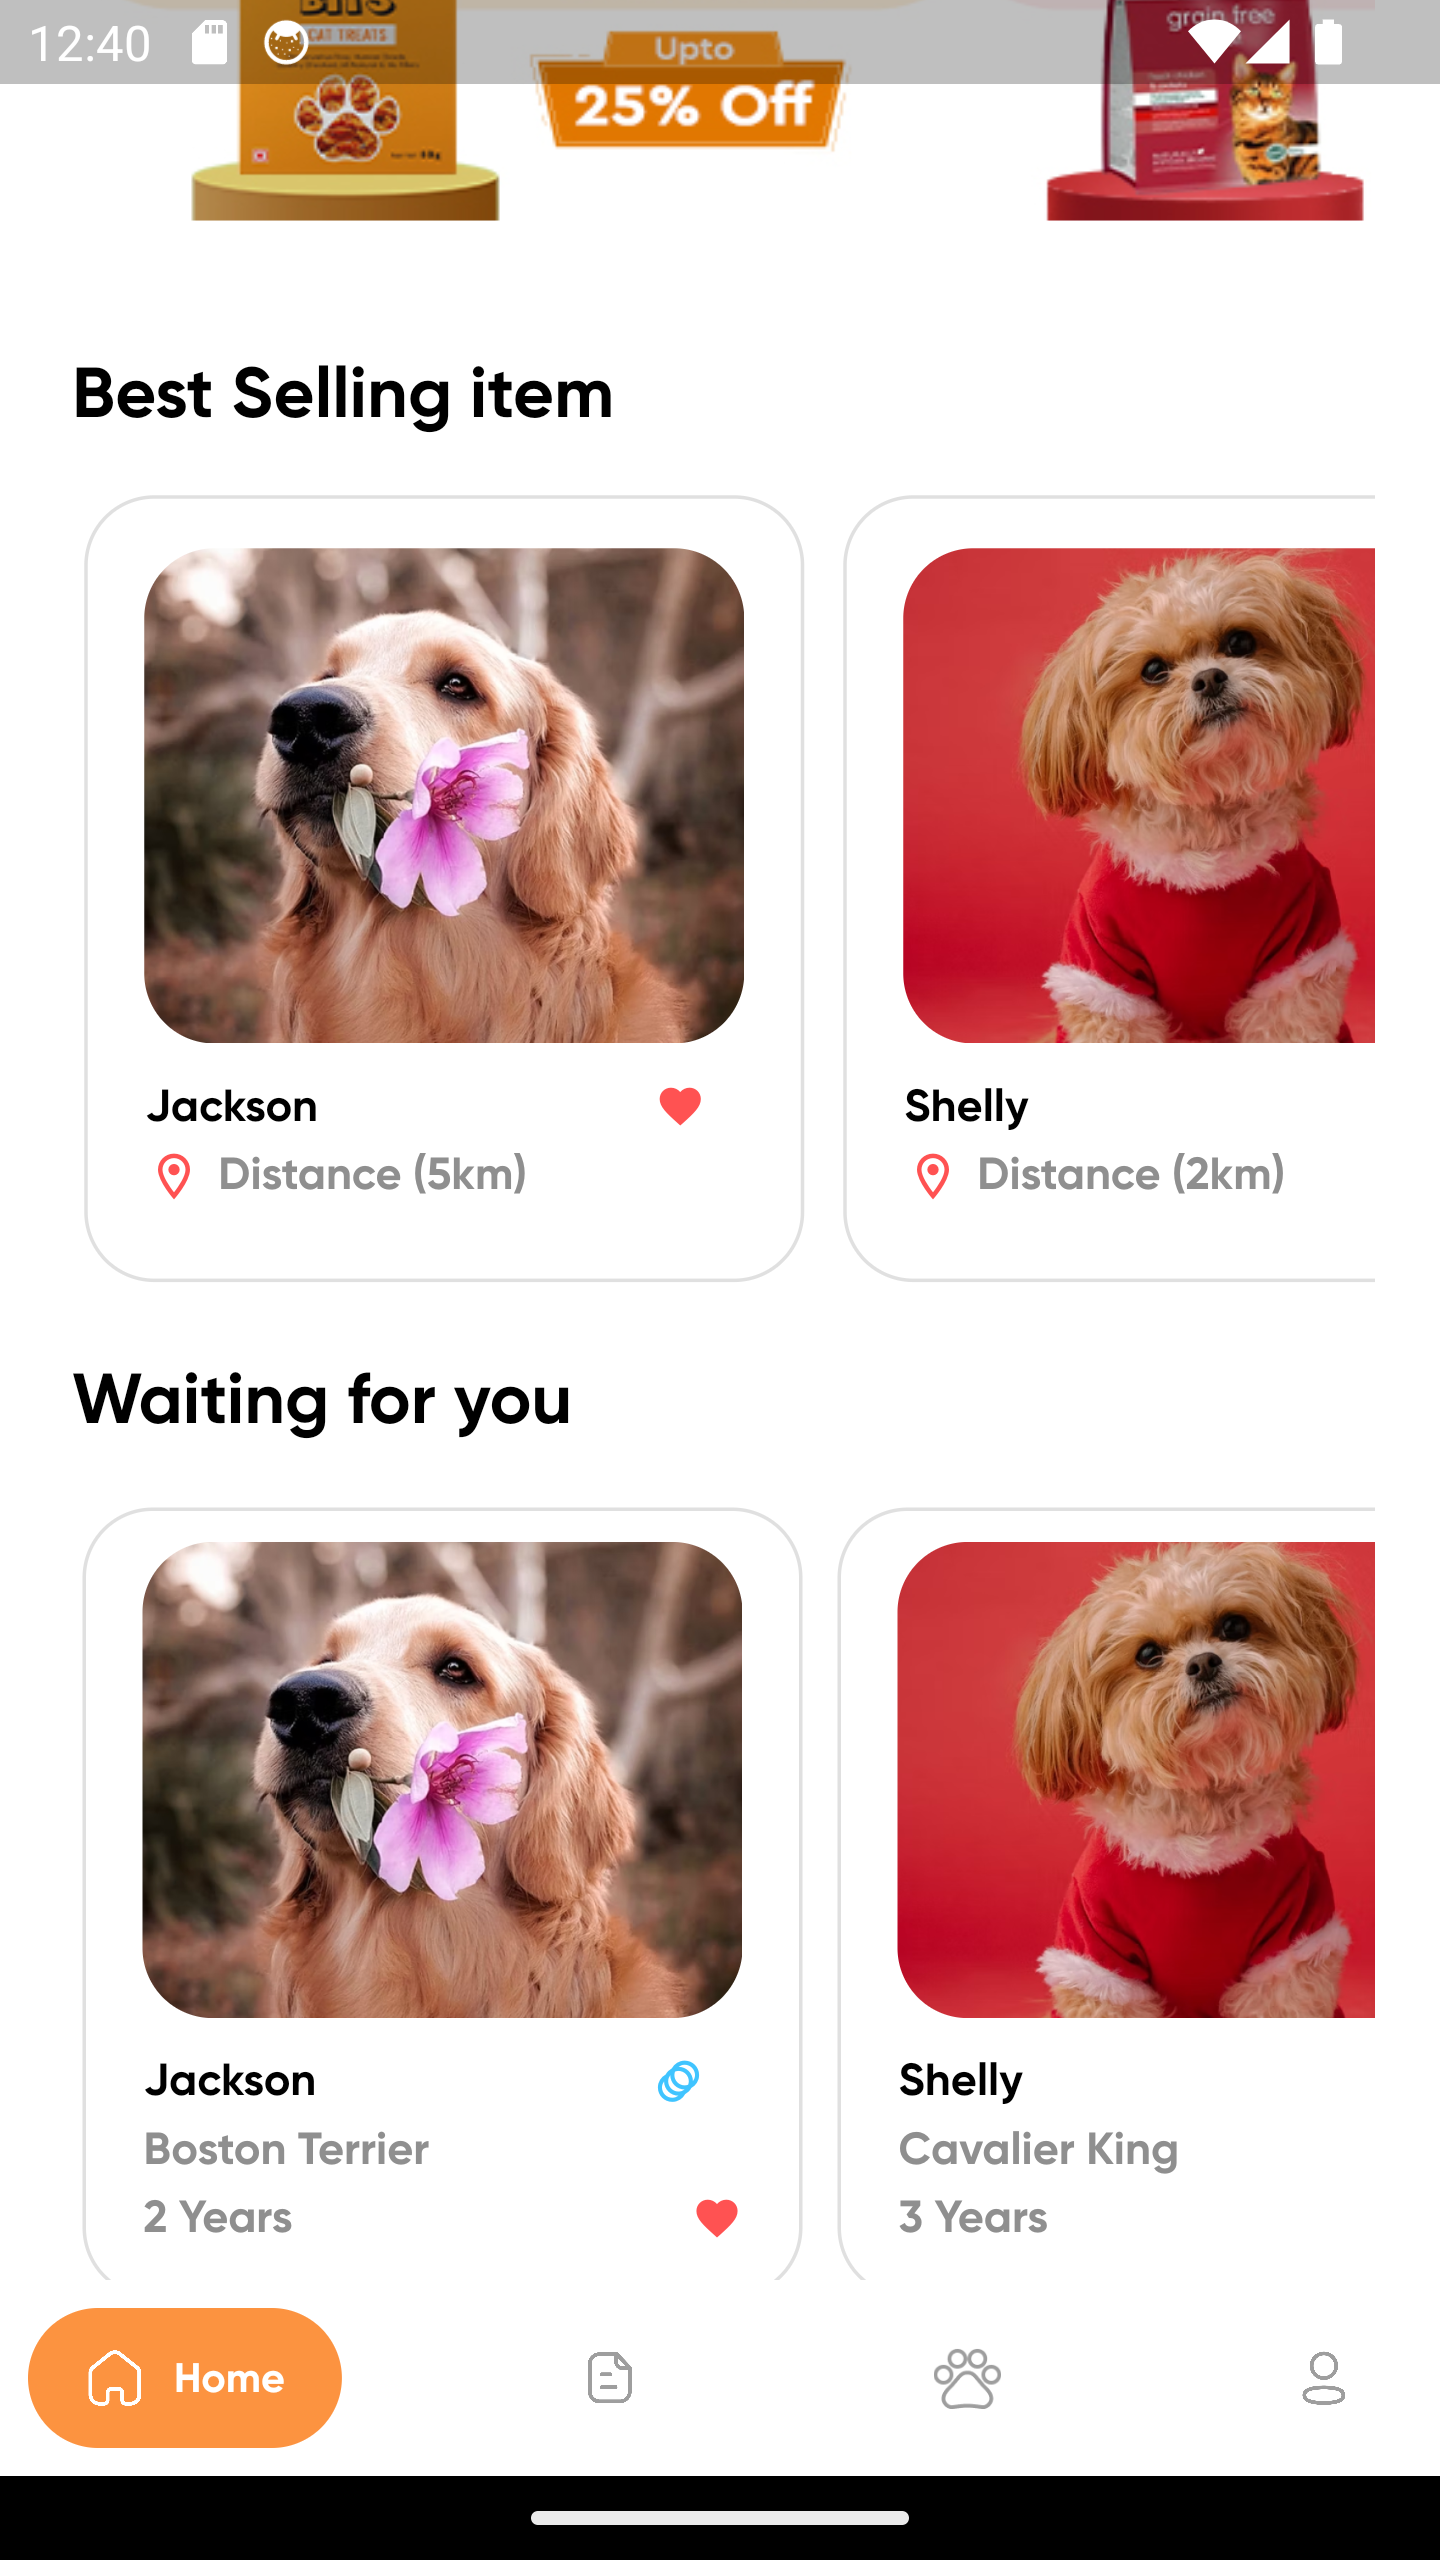 12:40
BITS
CAT TREATS
Upto
25% Off
grain free
Best Selling item
Jackson
Distance (5km)
Shelly
Distance (2km)
Waiting for you
Jackson
Boston Terrier
2 Years
Shelly
Cavalier King
3 Years
Home